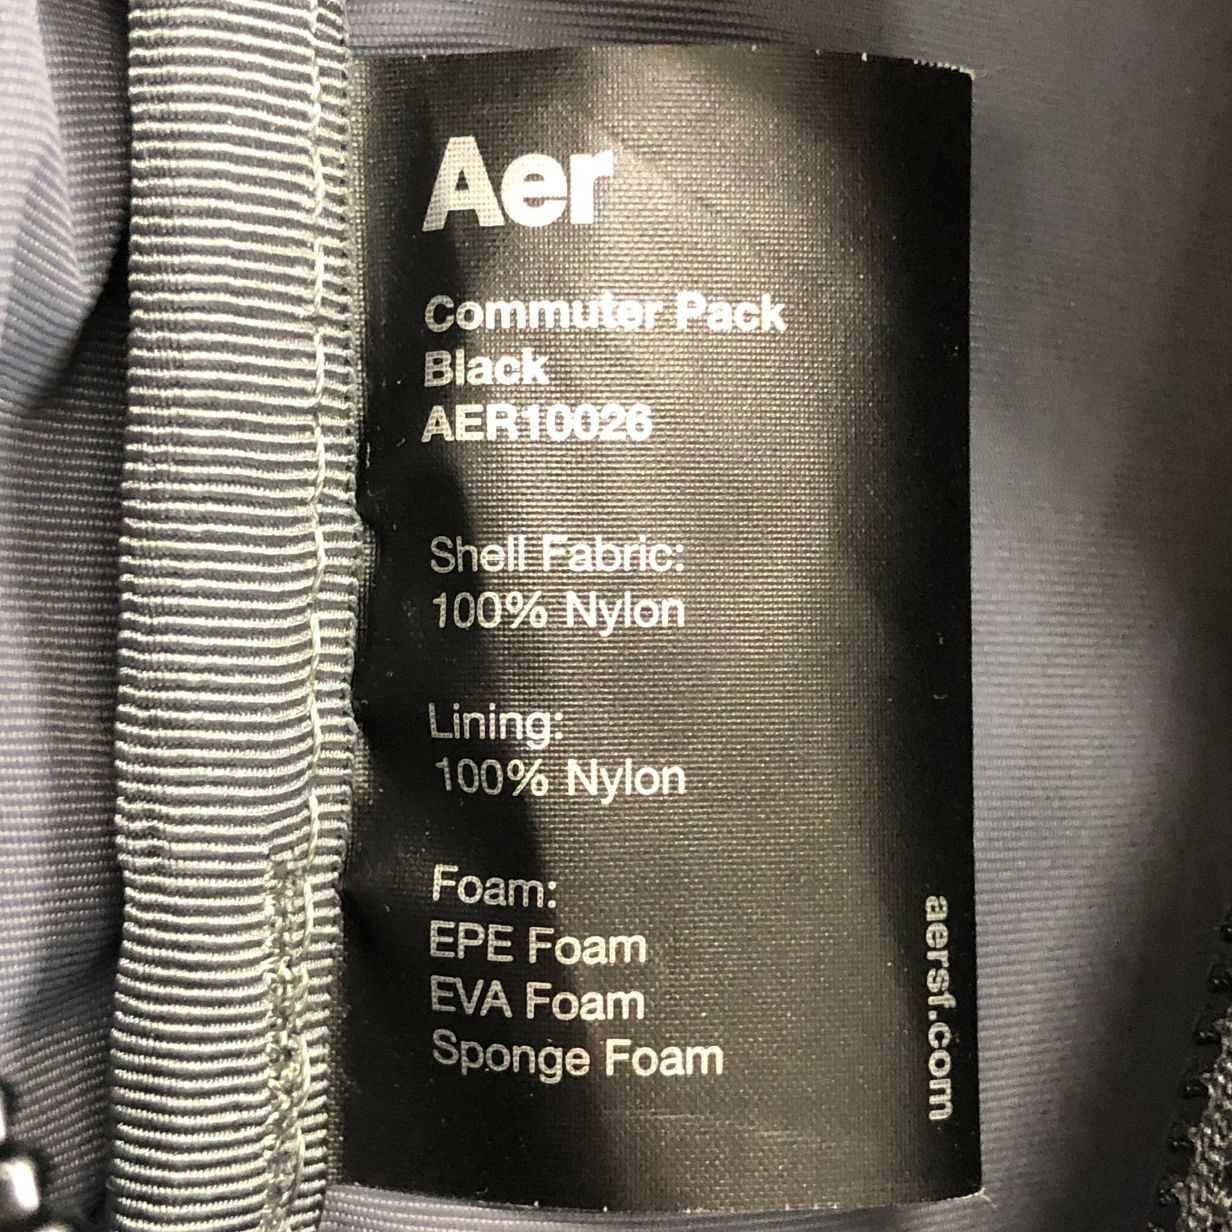 Aer
Commuter Pack
Black
AER10026
Shell Fabric:
100% Nylon
Lining:
100% Nylon
Foam:
EPE Foam
EVA Foam
Sponge Foam
aersf.com